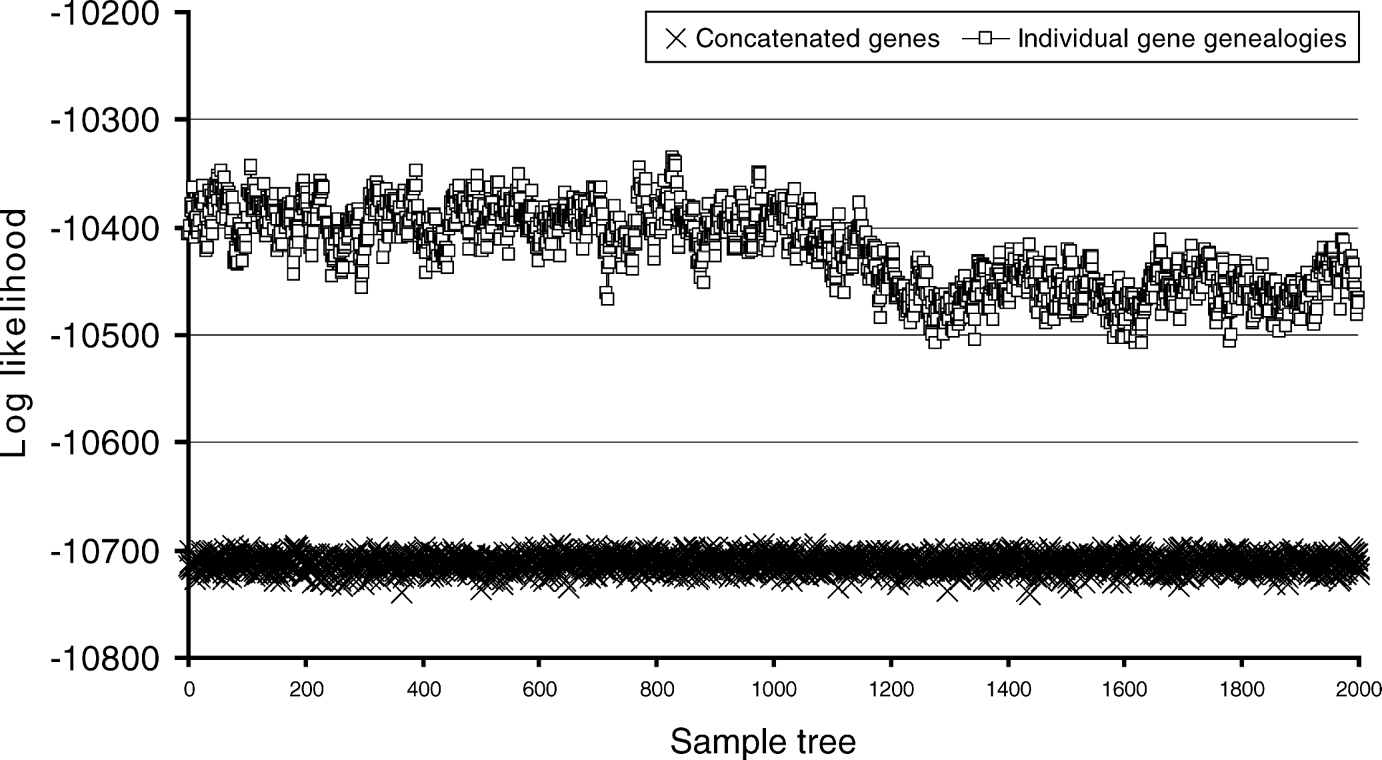 -10200
Concatenated genes
Individual gene genealogies
-10300
-10400
-10500
-10600
-10700
-10800
Log likelihood
0 200 400 600 800 1000 1200 1400 1600 1800 2000
Sample tree